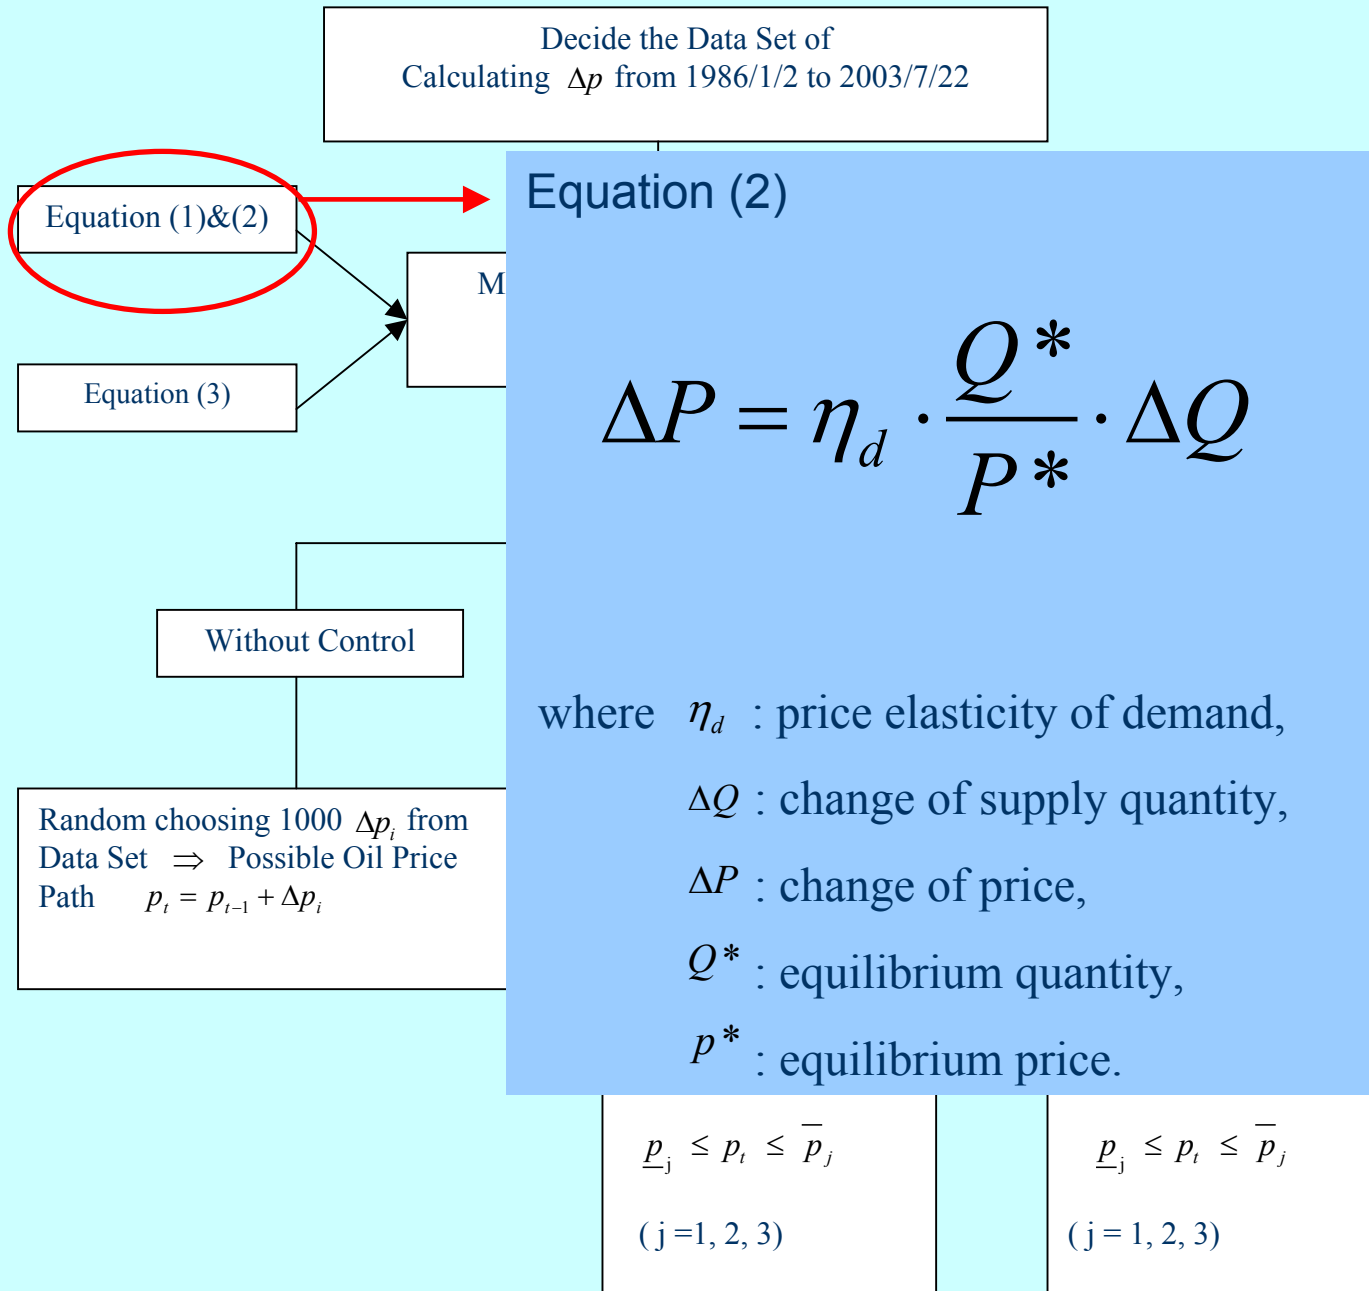 Decide the Data Set of
Calculating Δp from 1986/1/2 to 2003/7/22
Equation (1)&(2)
Equation (3)
M
Equation (2)
ΔP = η_d · Q*/P* · ΔQ
where η_d : price elasticity of demand,
ΔQ : change of supply quantity,
ΔP : change of price,
Q* : equilibrium quantity,
p* : equilibrium price.
Without Control
Random choosing 1000 Δp_i from
Data Set ⇒ Possible Oil Price
Path p_t = p_{t−1} + Δp_i
p̲_j ≤ p_t ≤ p̅_j
( j =1, 2, 3)
p̲_j ≤ p_t ≤ p̅_j
( j = 1, 2, 3)